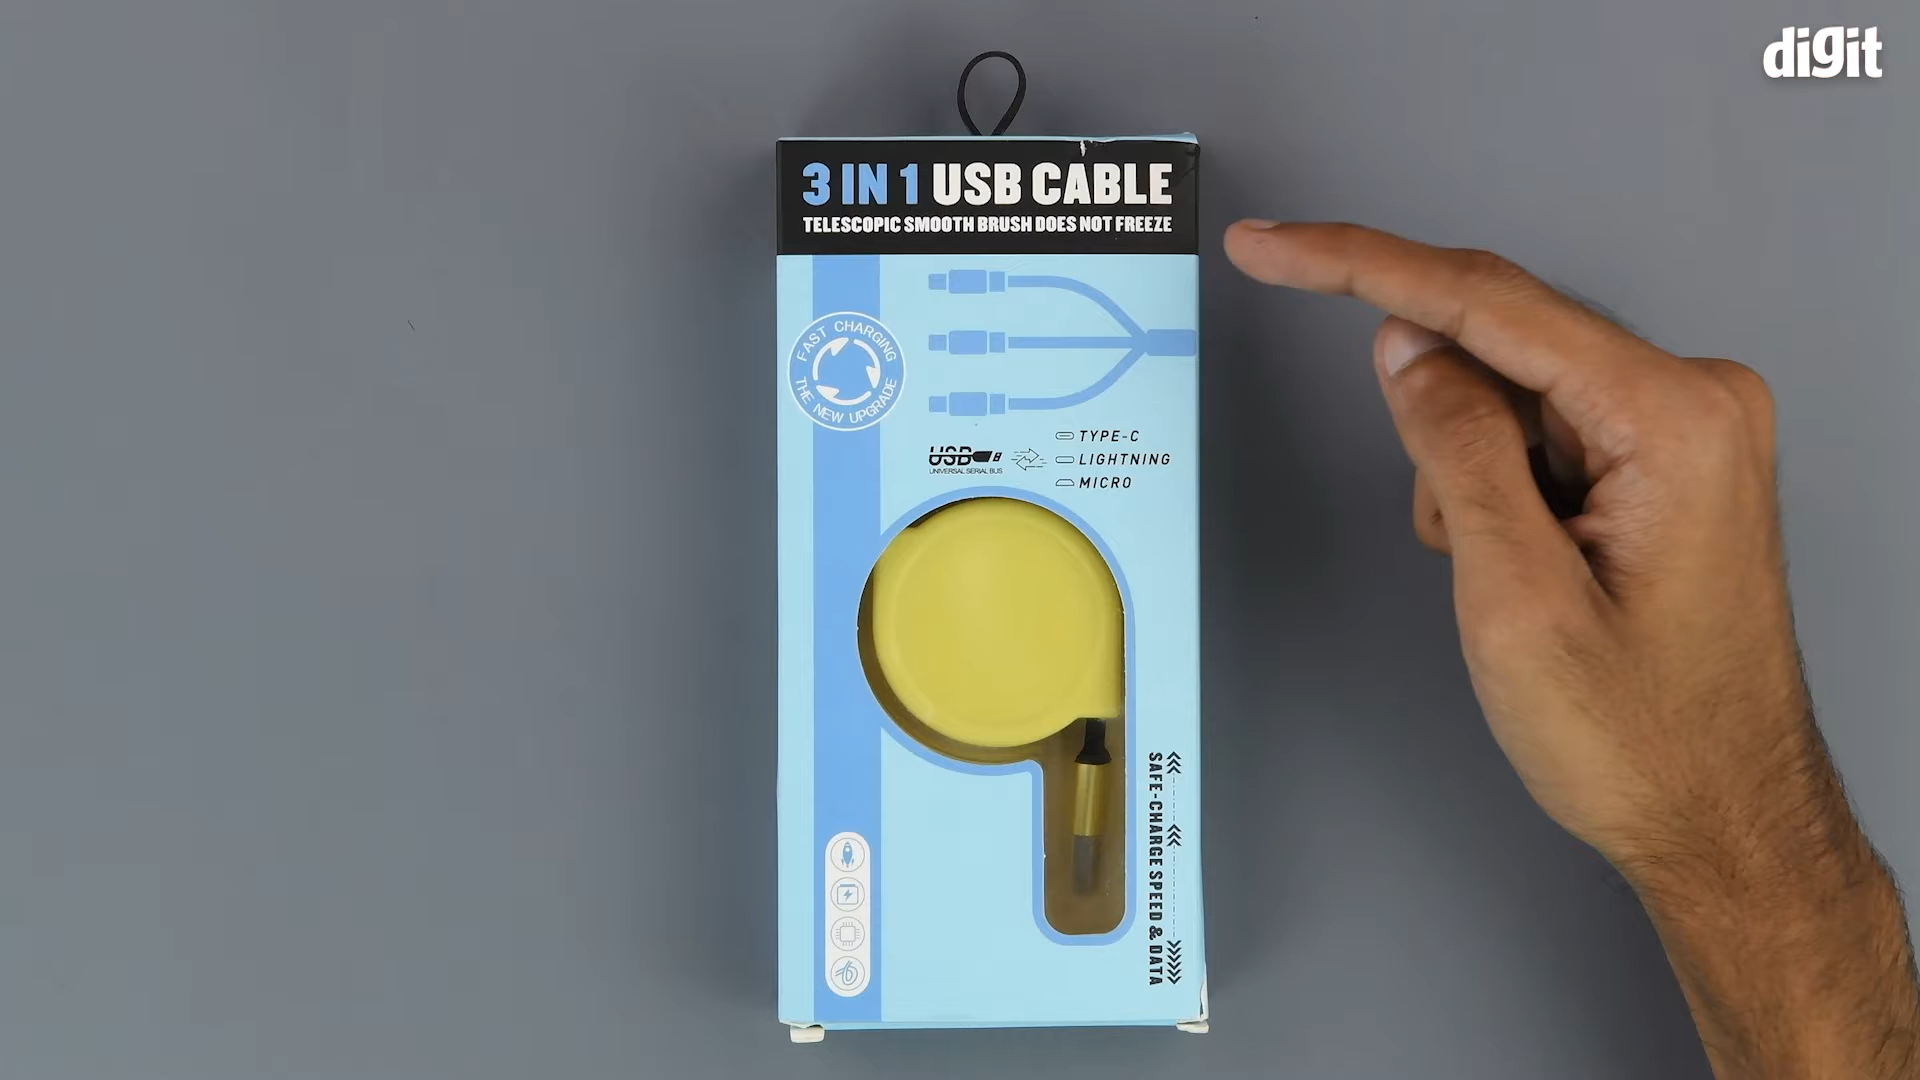 digit
3 IN 1 USB CABLE
TELESCOPIC SMOOTH BRUSH DOES NOT FREEZE
FAST CHARGING
THE NEW UPGRADE
USB
UNIVERSAL SERIAL BUS
TYPE-C
LIGHTNING
MICRO
SAFE-CHARGE SPEED & DATA